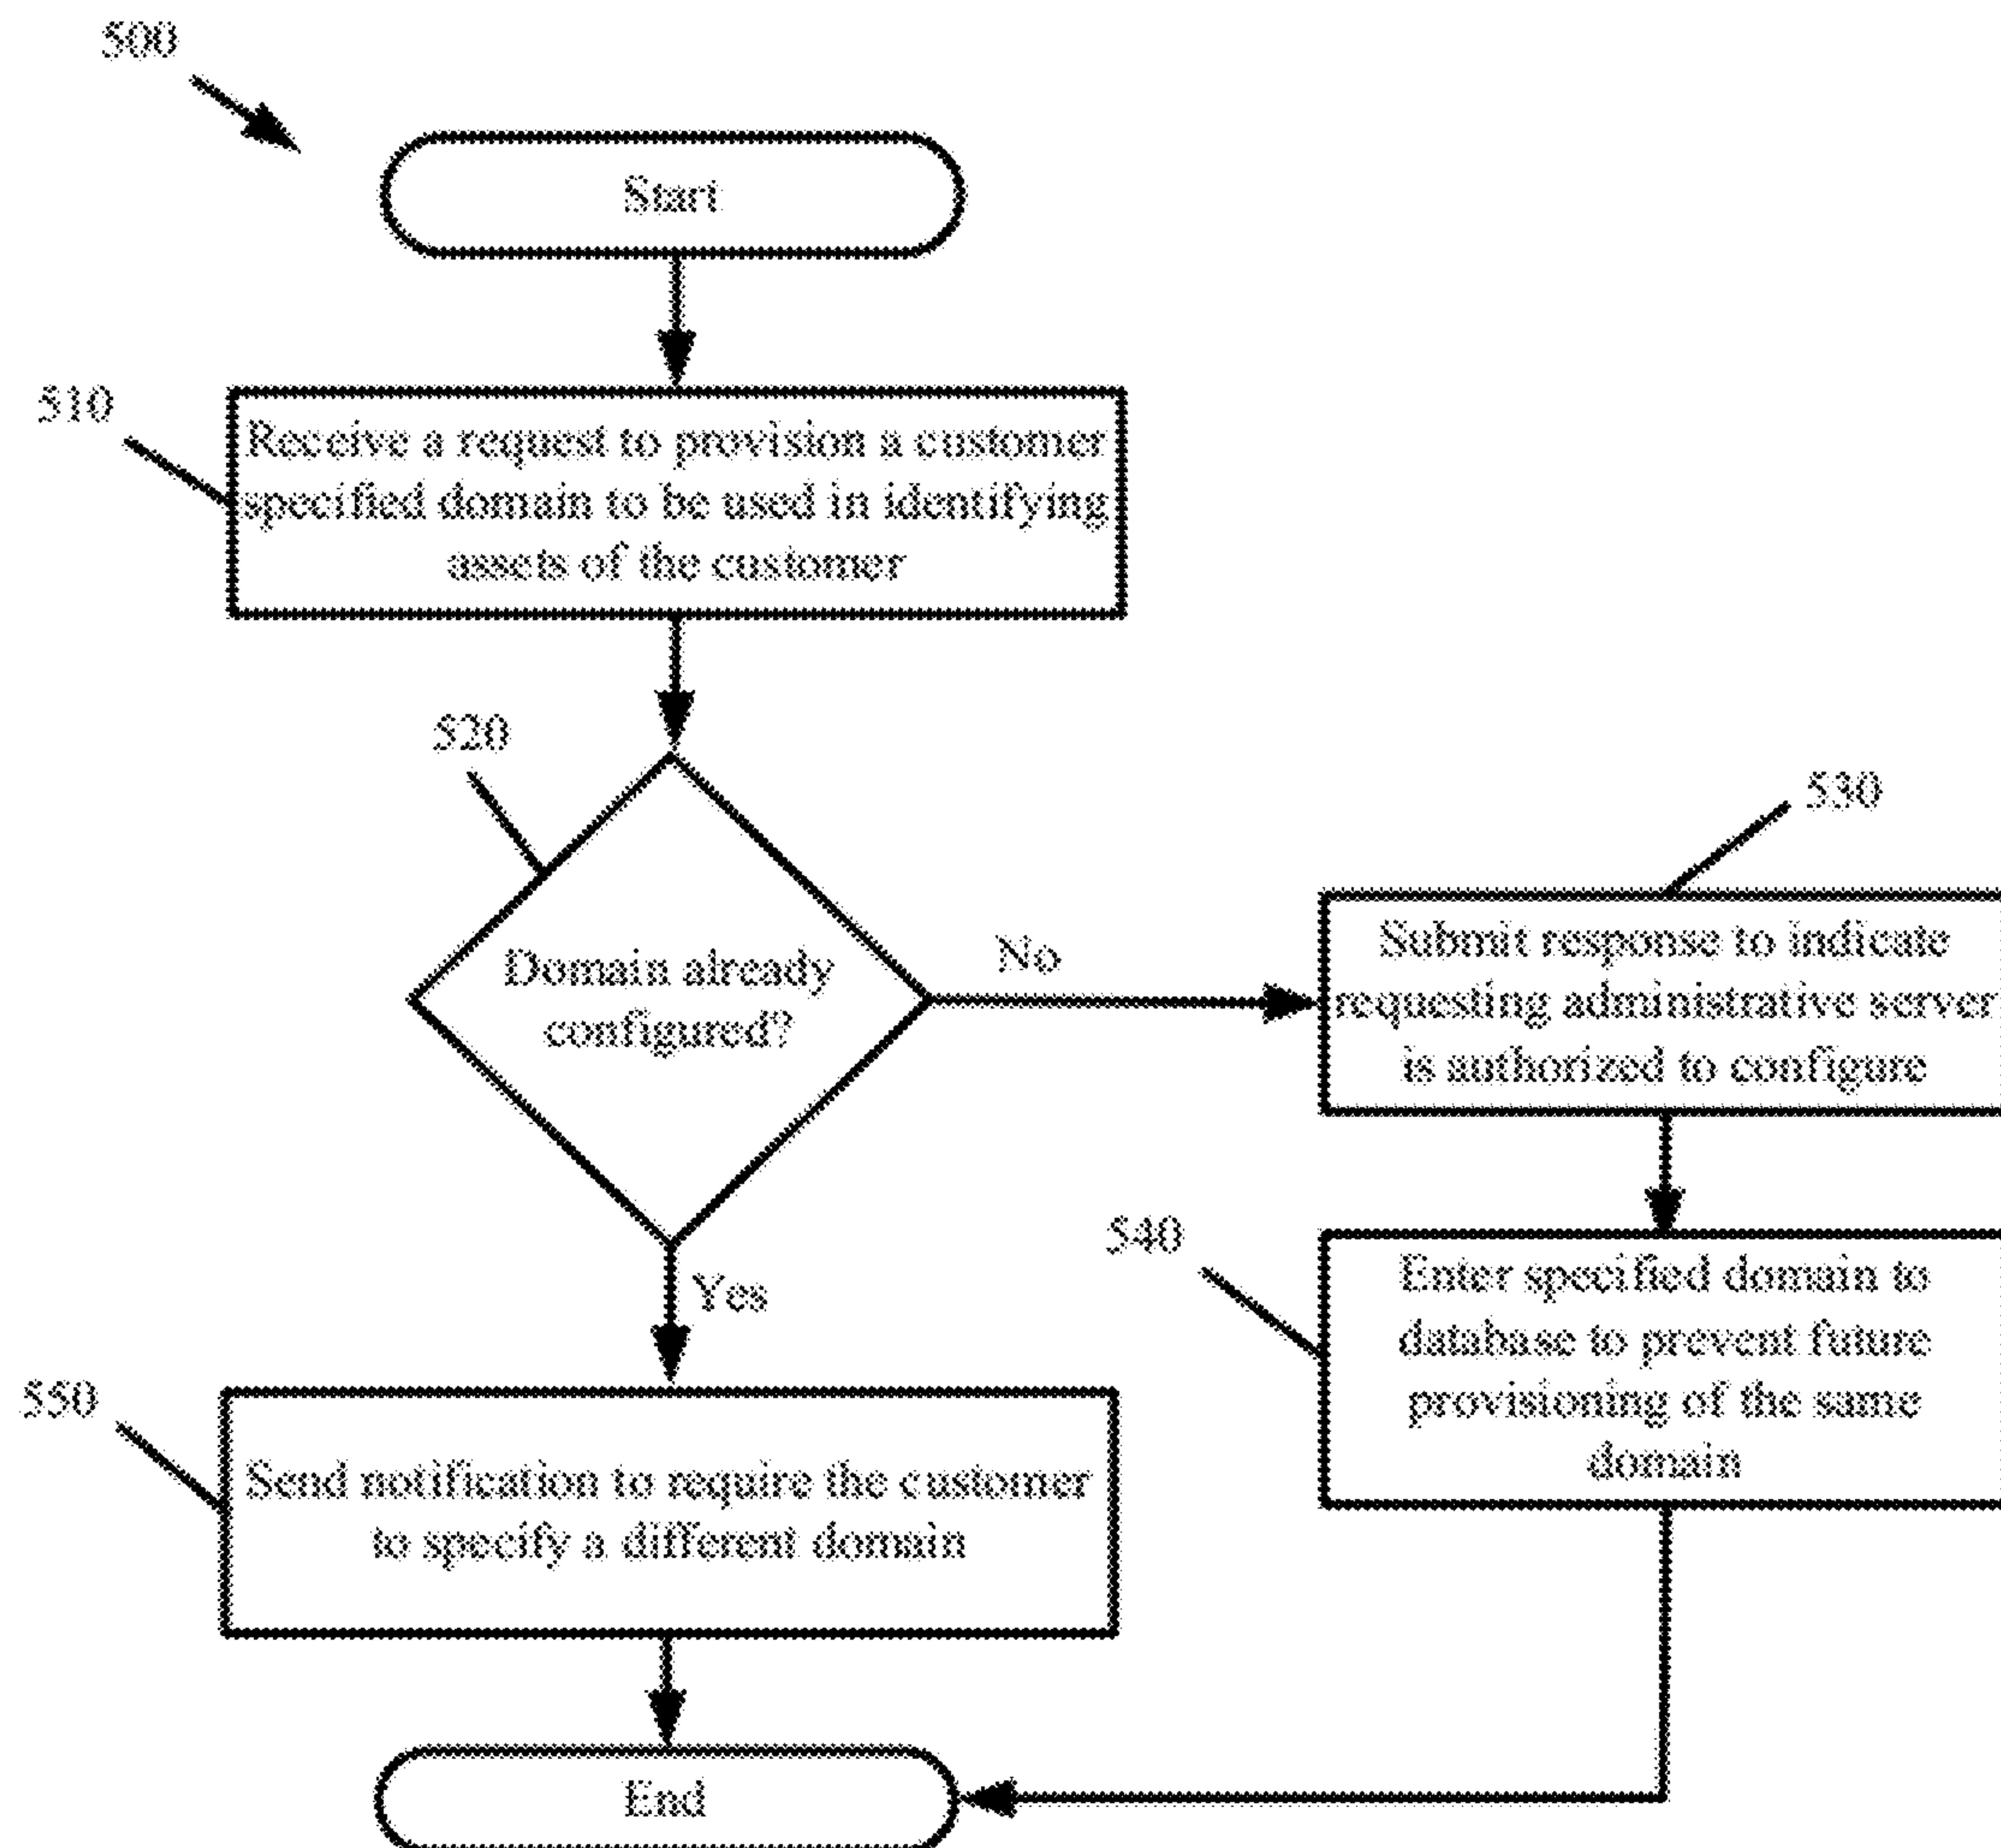 500
Start
510
Receive a request to provision a customer
specified domain to be used in identifying
assets of the customer
520
Domain already
configured?
No
530
Submit response to indicate
requesting administrative server
is authorized to configure
540
Enter specified domain to
database to prevent future
provisioning of the same
domain
Yes
550
Send notification to require the customer
to specify a different domain
End